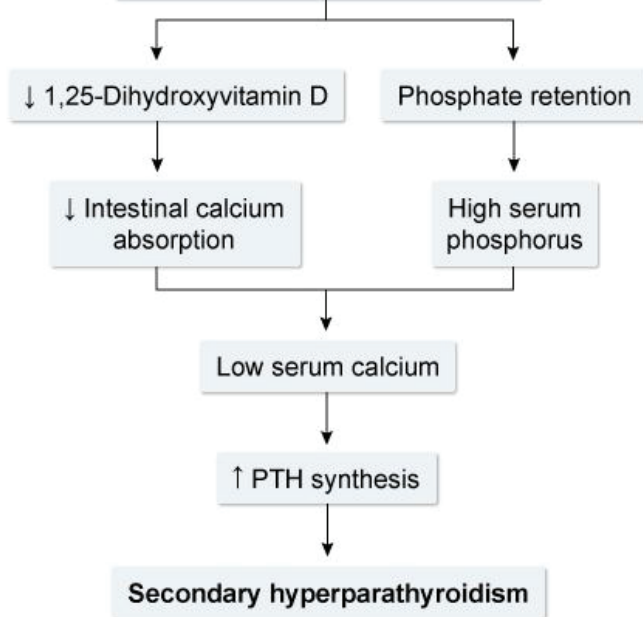 ↓ 1,25-Dihydroxyvitamin D
Phosphate retention
↓ Intestinal calcium
absorption
High serum
phosphorus
Low serum calcium
↑ PTH synthesis
Secondary hyperparathyroidism